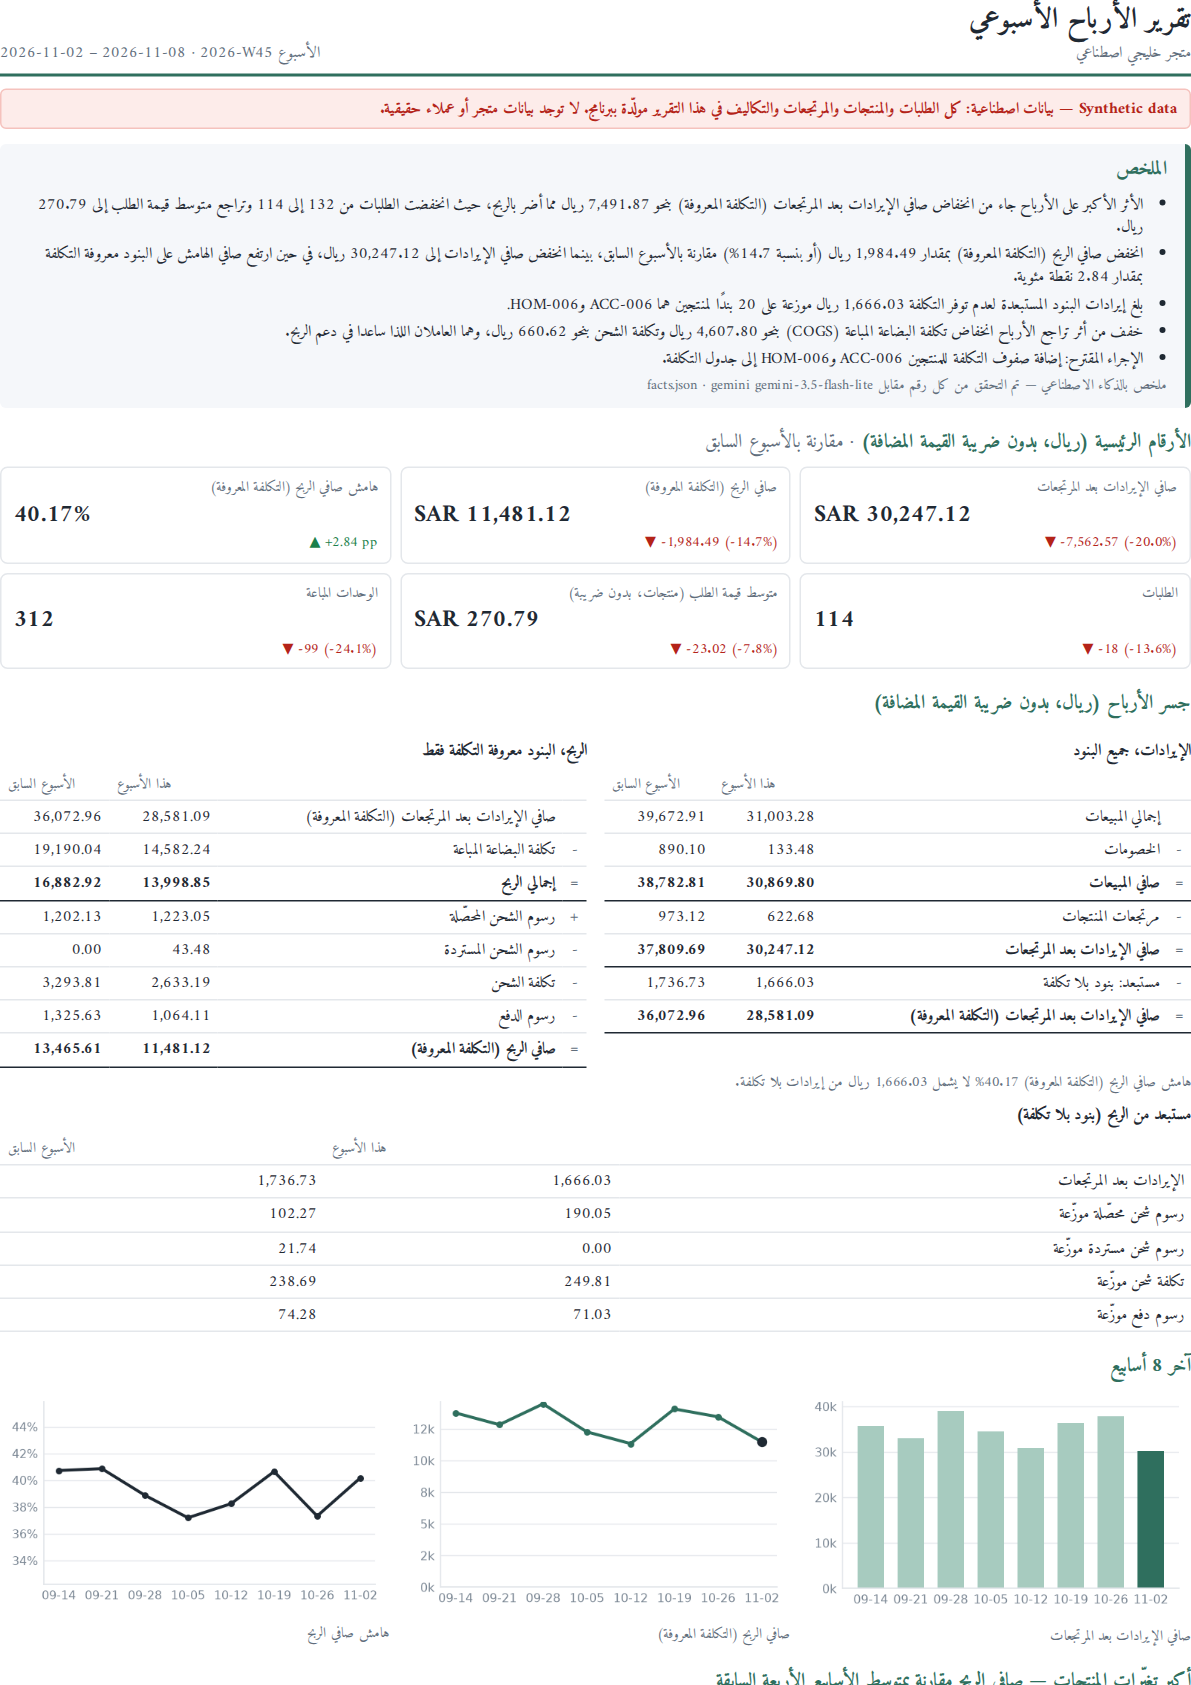 تقرير الأرباح الأسبوعي
متجر خليجي اصطناعي
الأسبوع 2026-W45 · 2026-11-02 – 2026-11-08
Synthetic data — بيانات اصطناعية: كل الطلبات والمنتجات والمرتجعات والتكاليف في هذا التقرير مولّدة ببرنامج. لا توجد بيانات متجر أو عملاء حقيقية.
الملخص
• الأثر الأكبر على الأرباح جاء من انخفاض صافي الإيرادات بعد المرتجعات (التكلفة المعروفة) بنحو 7,491.87 ريال مما أضر بالربح، حيث انخفضت الطلبات من 132 إلى 114 وتراجع متوسط قيمة الطلب إلى 270.79
ريال.
• انخفض صافي الربح (التكلفة المعروفة) بمقدار 1,984.49 ريال (أو بنسبة 14.7%) مقارنة بالأسبوع السابق، بينما انخفض صافي الإيرادات إلى 30,247.12 ريال، في حين ارتفع صافي الهامش على البنود معروفة التكلفة
بمقدار 2.84 نقطة مئوية.
• بلغ إيرادات البنود المستبعدة لعدم توفر التكلفة 1,666.03 ريال موزعة على 20 بندًا لمنتجين هما ACC-006 وHOM-006.
• خفف من أثر تراجع الأرباح انخفاض تكلفة البضاعة المباعة (COGS) بنحو 4,607.80 ريال وتكلفة الشحن بنحو 660.62 ريال، وهما العاملان اللذا ساعدا في دعم الربح.
• الإجراء المقترح: إضافة صفوف التكلفة للمنتجين ACC-006 وHOM-006 إلى جدول التكلفة.
ملخص بالذكاء الاصطناعي — تم التحقق من كل رقم مقابل facts.json · gemini gemini-3.5-flash-lite
الأرقام الرئيسية (ريال، بدون ضريبة القيمة المضافة) · مقارنة بالأسبوع السابق
صافي الإيرادات بعد المرتجعات
SAR 30,247.12
▼ -7,562.57 (-20.0%)
صافي الربح (التكلفة المعروفة)
SAR 11,481.12
▼ -1,984.49 (-14.7%)
هامش صافي الربح (التكلفة المعروفة)
40.17%
▲ +2.84 pp
الطلبات
114
▼ -18 (-13.6%)
متوسط قيمة الطلب (منتجات، بدون ضريبة)
SAR 270.79
▼ -23.02 (-7.8%)
الوحدات المباعة
312
▼ -99 (-24.1%)
جسر الأرباح (ريال، بدون ضريبة القيمة المضافة)
الإيرادات، جميع البنود
هذا الأسبوع الأسبوع السابق
إجمالي المبيعات 31,003.28 39,672.91
- الخصومات 133.48 890.10
= صافي المبيعات 30,869.80 38,782.81
- مرتجعات المنتجات 622.68 973.12
= صافي الإيرادات بعد المرتجعات 30,247.12 37,809.69
- مستبعد: بنود بلا تكلفة 1,666.03 1,736.73
= صافي الإيرادات بعد المرتجعات (التكلفة المعروفة) 28,581.09 36,072.96
الربح، البنود معروفة التكلفة فقط
هذا الأسبوع الأسبوع السابق
صافي الإيرادات بعد المرتجعات (التكلفة المعروفة) 28,581.09 36,072.96
- تكلفة البضاعة المباعة 14,582.24 19,190.04
= إجمالي الربح 13,998.85 16,882.92
+ رسوم الشحن المحصّلة 1,223.05 1,202.13
- رسوم الشحن المستردة 43.48 0.00
- تكلفة الشحن 2,633.19 3,293.81
- رسوم الدفع 1,064.11 1,325.63
= صافي الربح (التكلفة المعروفة) 11,481.12 13,465.61
هامش صافي الربح (التكلفة المعروفة) 40.17% لا يشمل 1,666.03 ريال من إيرادات بلا تكلفة.
مستبعد من الربح (بنود بلا تكلفة)
هذا الأسبوع الأسبوع السابق
الإيرادات بعد المرتجعات 1,666.03 1,736.73
رسوم شحن محصّلة موزّعة 190.05 102.27
رسوم شحن مستردة موزّعة 0.00 21.74
تكلفة شحن موزّعة 249.81 238.69
رسوم دفع موزّعة 71.03 74.28
آخر 8 أسابيع
40k
30k
20k
10k
0k
09-14 09-21 09-28 10-05 10-12 10-19 10-26 11-02
صافي الإيرادات بعد المرتجعات
12k
10k
8k
5k
2k
0k
09-14 09-21 09-28 10-05 10-12 10-19 10-26 11-02
صافي الربح (التكلفة المعروفة)
44%
42%
40%
38%
36%
34%
09-14 09-21 09-28 10-05 10-12 10-19 10-26 11-02
هامش صافي الربح
أكبر تغيّرات المنتجات — صافي الربح مقارنة بمتوسط الأسابيع الأربعة السابقة